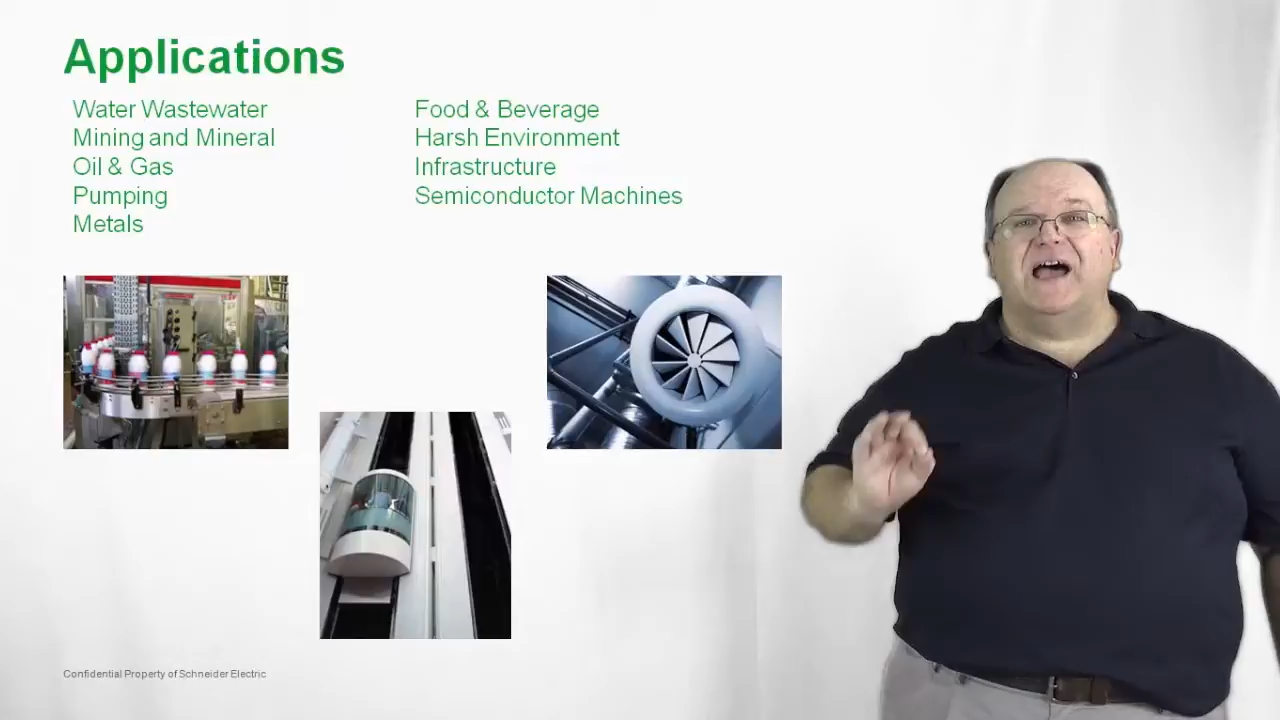 Applications
Water Wastewater
Mining and Mineral
Oil & Gas
Pumping
Metals
Food & Beverage
Harsh Environment
Infrastructure
Semiconductor Machines
Confidential Property of Schneider Electric